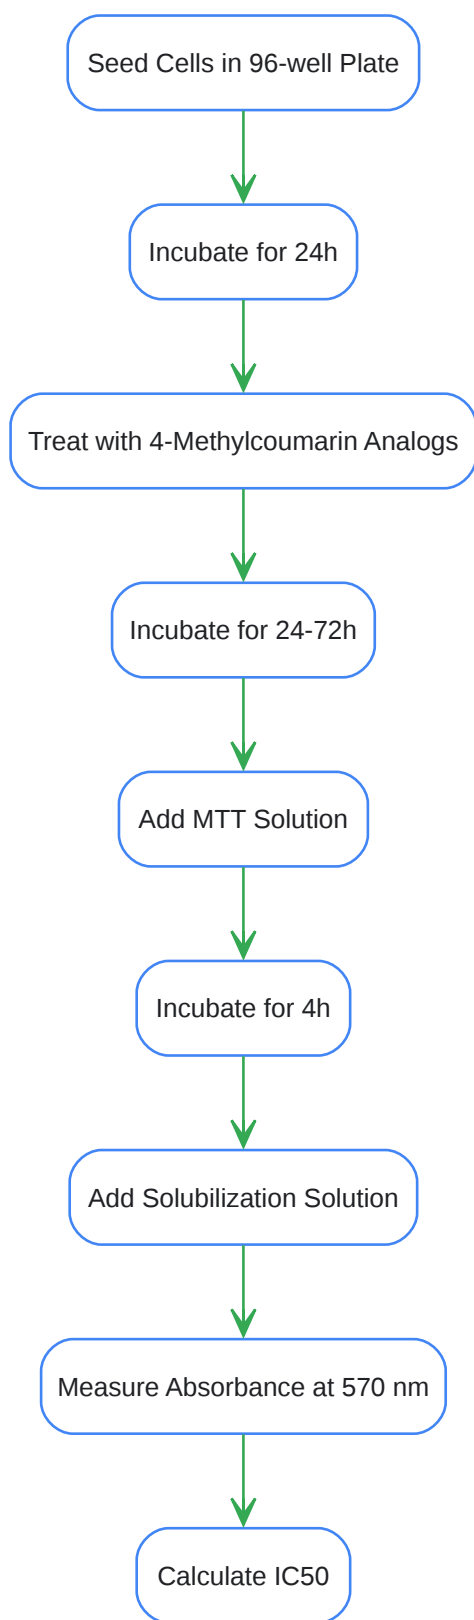 Seed Cells in 96-well Plate
Incubate for 24h
Treat with 4-Methylcoumarin Analogs
Incubate for 24-72h
Add MTT Solution
Incubate for 4h
Add Solubilization Solution
Measure Absorbance at 570 nm
Calculate IC50